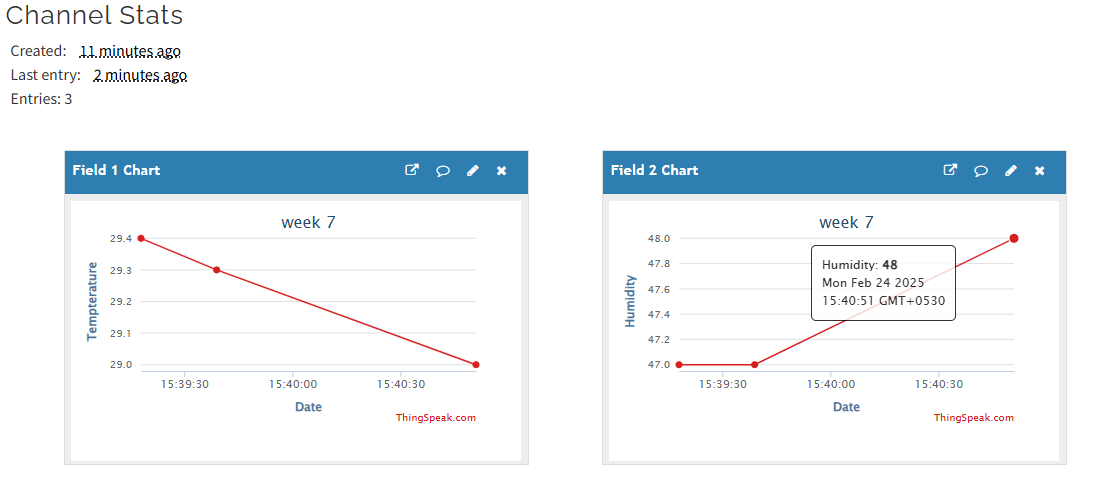 Channel Stats
Created: 11 minutes ago
Last entry: 2 minutes ago
Entries: 3
Field 1 Chart
week 7
Tempterature
29.4
29.3
29.2
29.1
29.0
15:39:30 15:40:00 15:40:30
Date
ThingSpeak.com
Field 2 Chart
week 7
Humidity
48.0
47.8
47.6
47.4
47.2
47.0
Humidity: 48
Mon Feb 24 2025
15:40:51 GMT+0530
15:39:30 15:40:00 15:40:30
Date
ThingSpeak.com